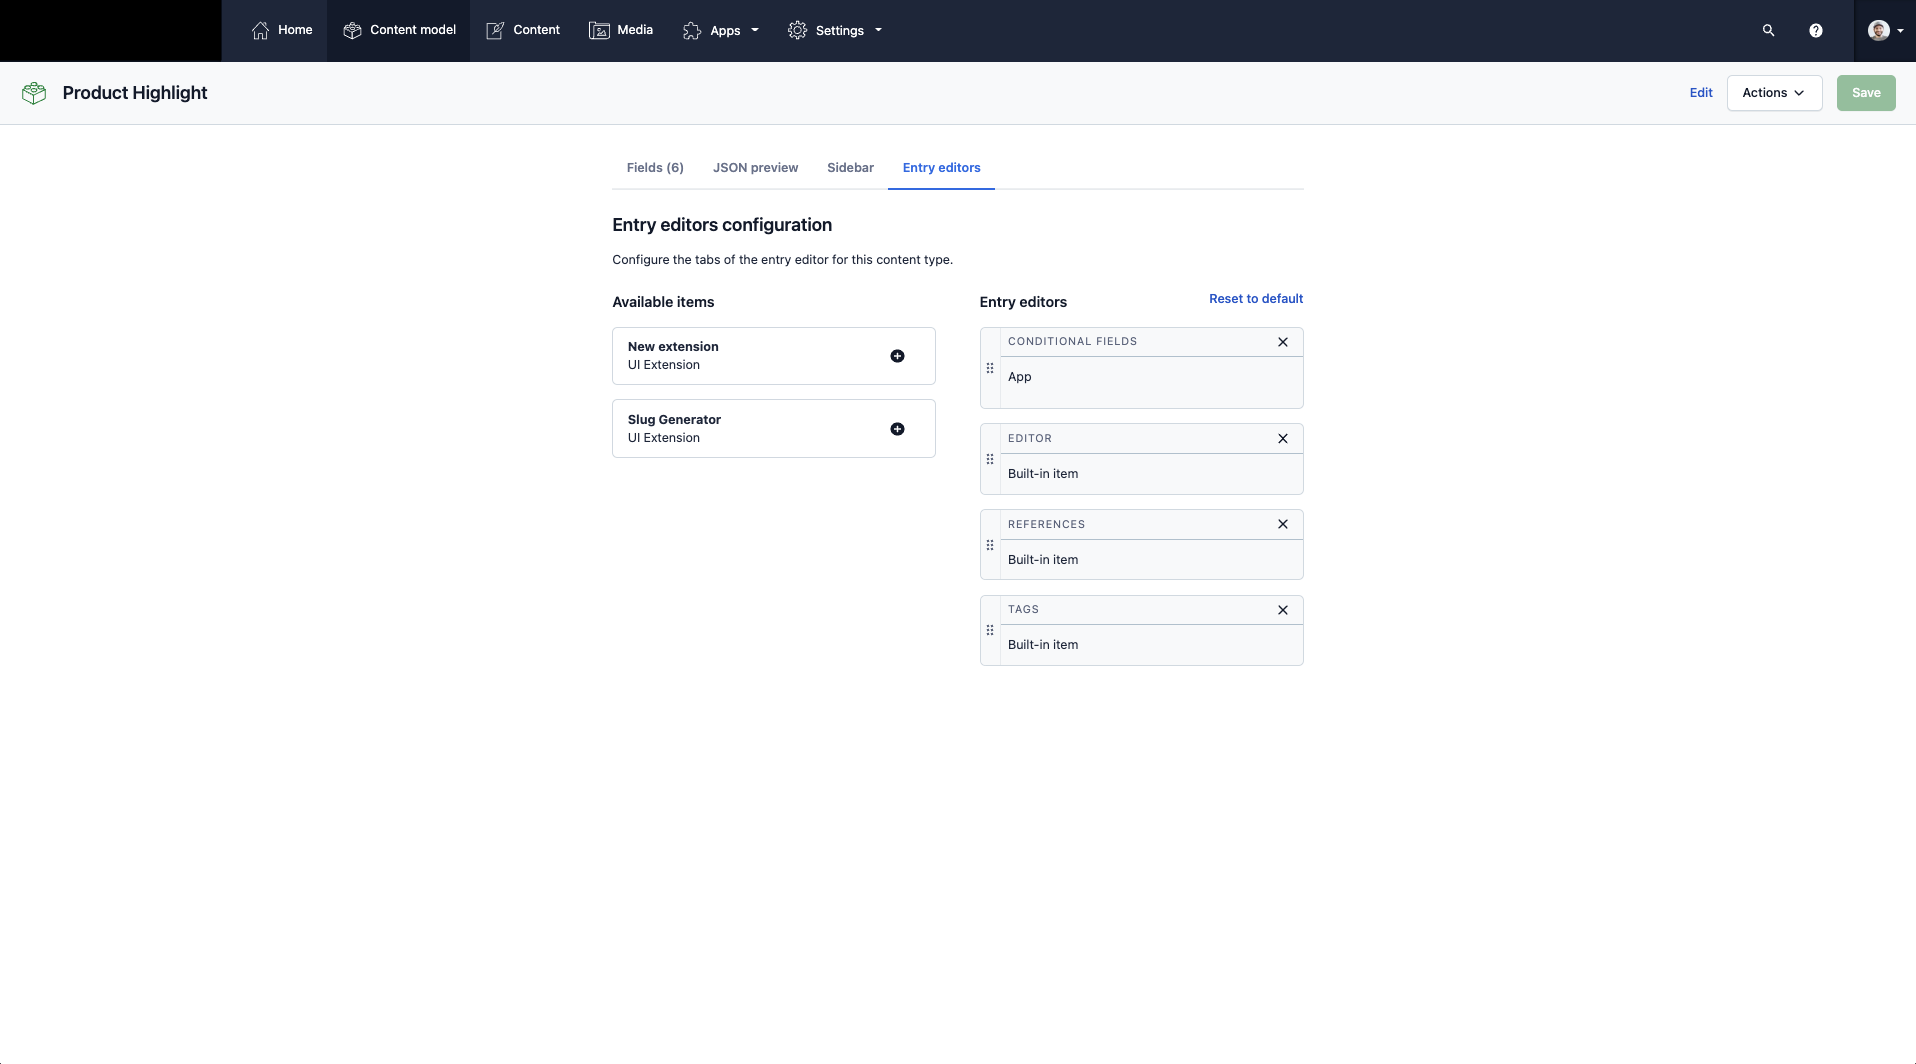 Home
Content model
Content
Media
Apps
Settings
Product Highlight
Edit
Actions
Save
Fields (6)
JSON preview
Sidebar
Entry editors
Entry editors configuration
Configure the tabs of the entry editor for this content type.
Available items
New extension
UI Extension
Slug Generator
UI Extension
Entry editors
Reset to default
CONDITIONAL FIELDS
App
EDITOR
Built-in item
REFERENCES
Built-in item
TAGS
Built-in item